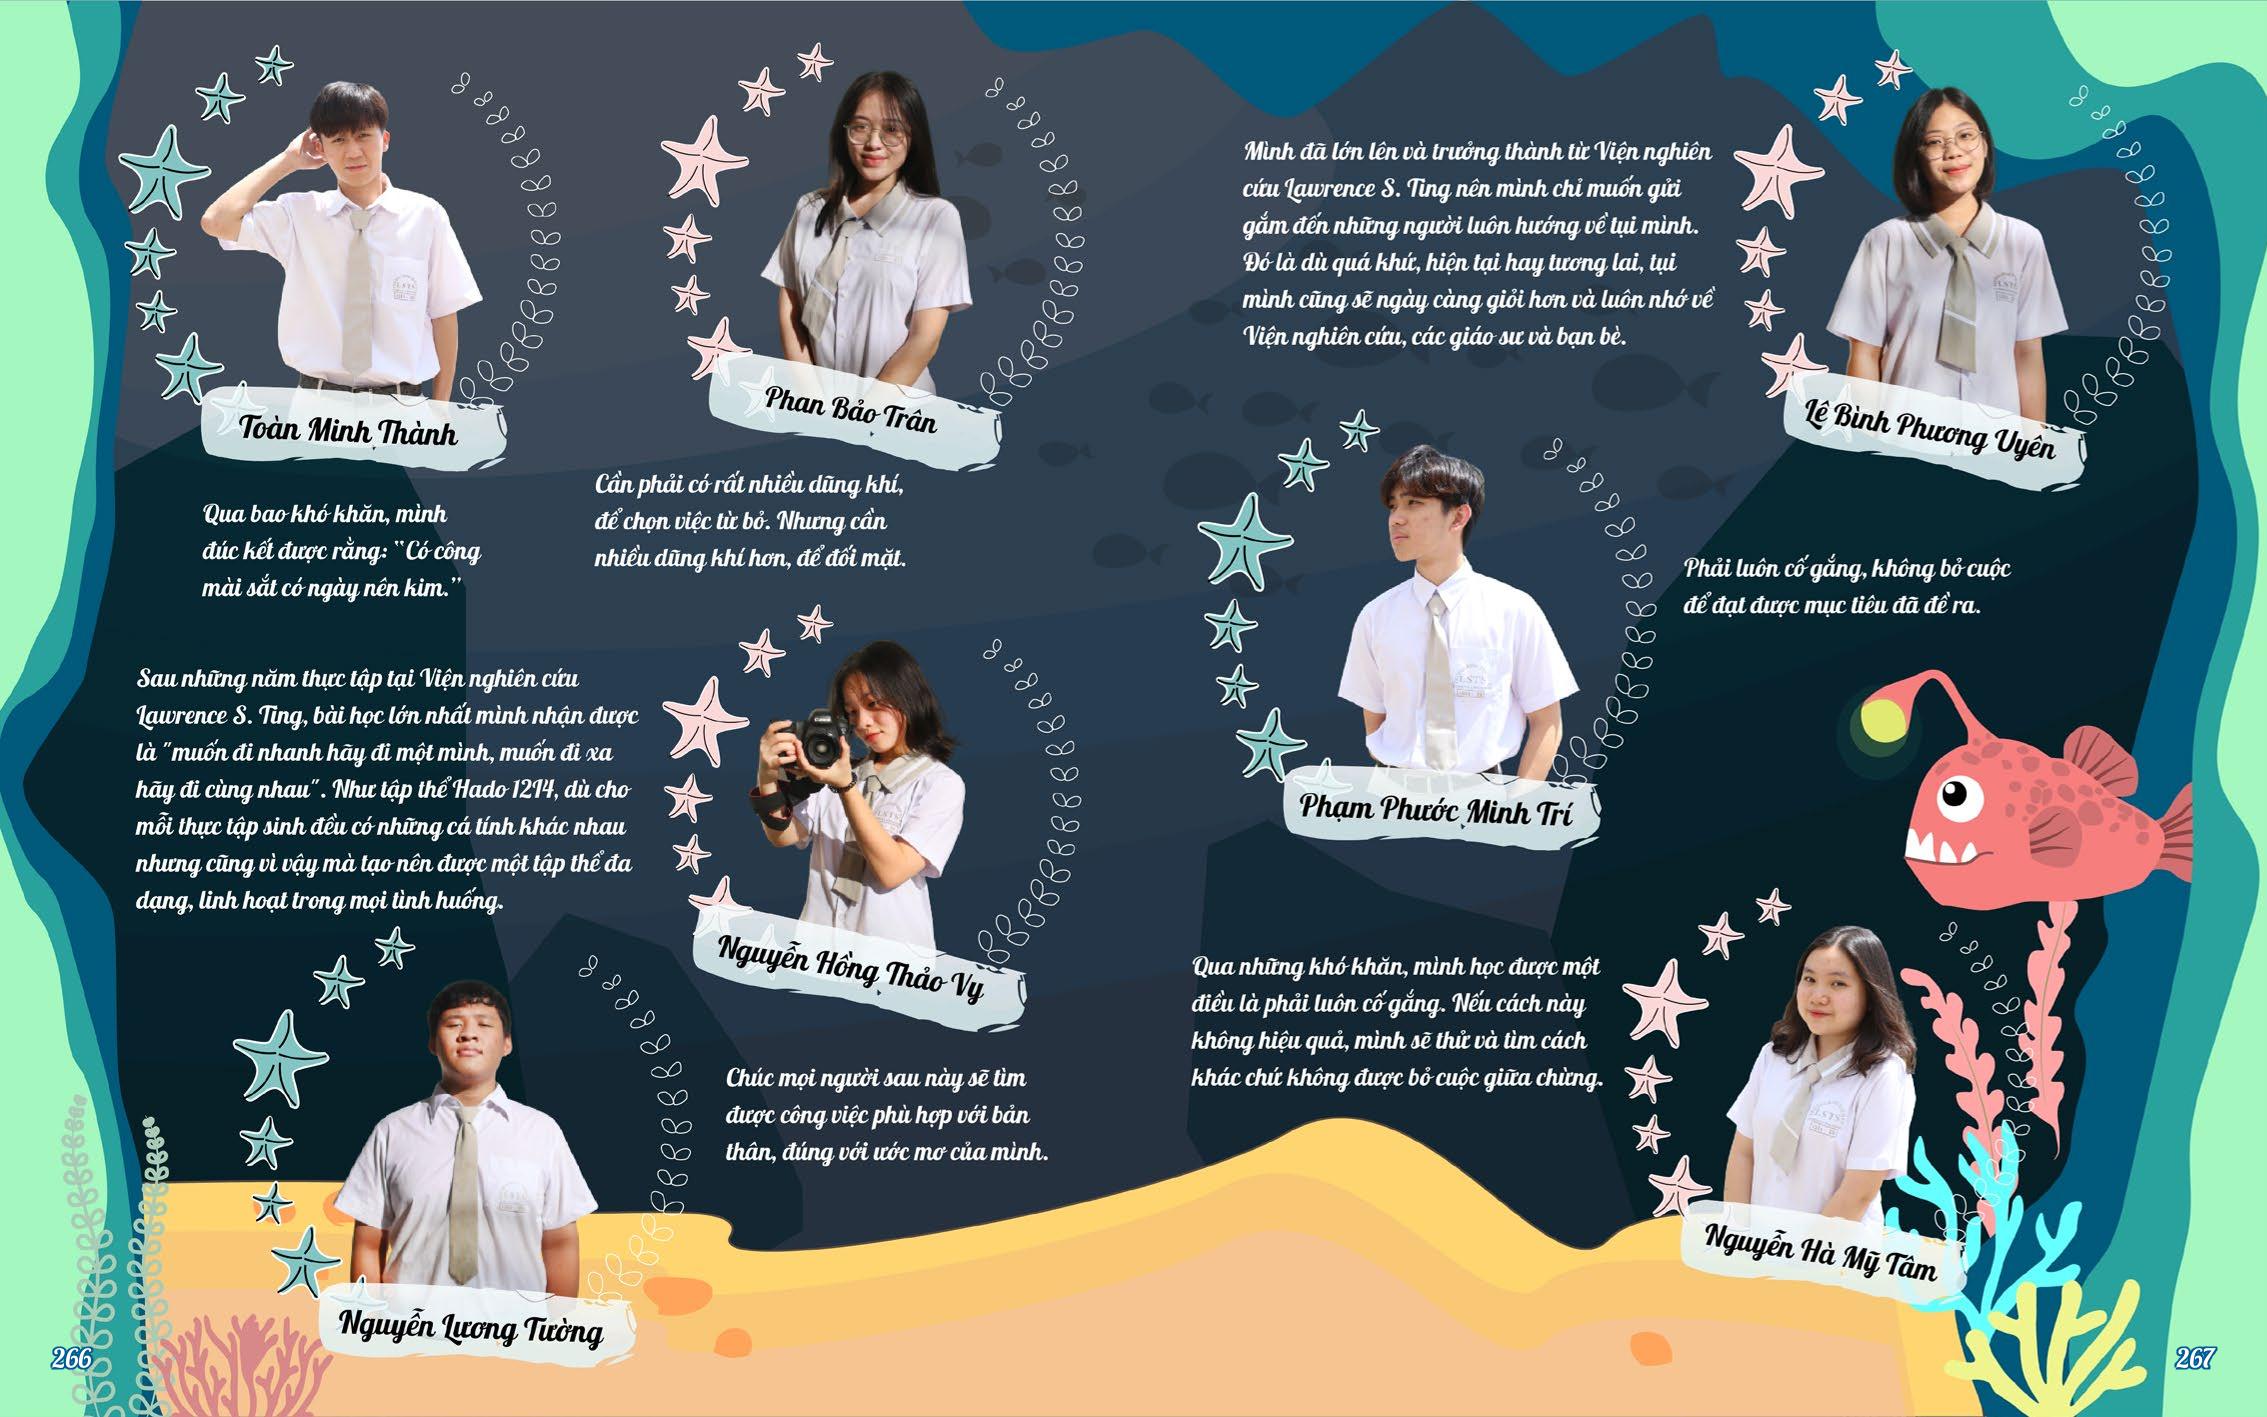 Toàn Minh Thành
Qua bao khó khăn, mình
đúc kết được rằng: “Có công
mài sắt có ngày nên kim.”
Phan Bảo Trân
Cần phải có rất nhiều dũng khí,
để chọn việc từ bỏ. Nhưng cần
nhiều dũng khí hơn, để đối mặt.
Sau những năm thực tập tại Viện nghiên cứu
Lawrence S. Ting, bài học lớn nhất mình nhận được
là "muốn đi nhanh hãy đi một mình, muốn đi xa
hãy đi cùng nhau". Như tập thể Hado 1214, dù cho
mỗi thực tập sinh đều có những cá tính khác nhau
nhưng cũng vì vậy mà tạo nên được một tập thể đa
dạng, linh hoạt trong mọi tình huống.
Canon
Nguyễn Hồng Thảo Vy
Nguyễn Lương Tường
Chúc mọi người sau này sẽ tìm
được công việc phù hợp với bản
thân, đúng với ước mơ của mình.
266
Mình đã lớn lên và trưởng thành từ Viện nghiên
cứu Lawrence S. Ting nên mình chỉ muốn gửi
gắm đến những người luôn hướng về tụi mình.
Đó là dù quá khứ, hiện tại hay tương lai, tụi
mình cũng sẽ ngày càng giỏi hơn và luôn nhớ về
Viện nghiên cứu, các giáo sư và bạn bè.
Lê Bình Phương Uyên
Phạm Phước Minh Trí
Phải luôn cố gắng, không bỏ cuộc
để đạt được mục tiêu đã đề ra.
Qua những khó khăn, mình học được một
điều là phải luôn cố gắng. Nếu cách này
không hiệu quả, mình sẽ thử và tìm cách
khác chứ không được bỏ cuộc giữa chừng.
Nguyễn Hà Mỹ Tâm
267